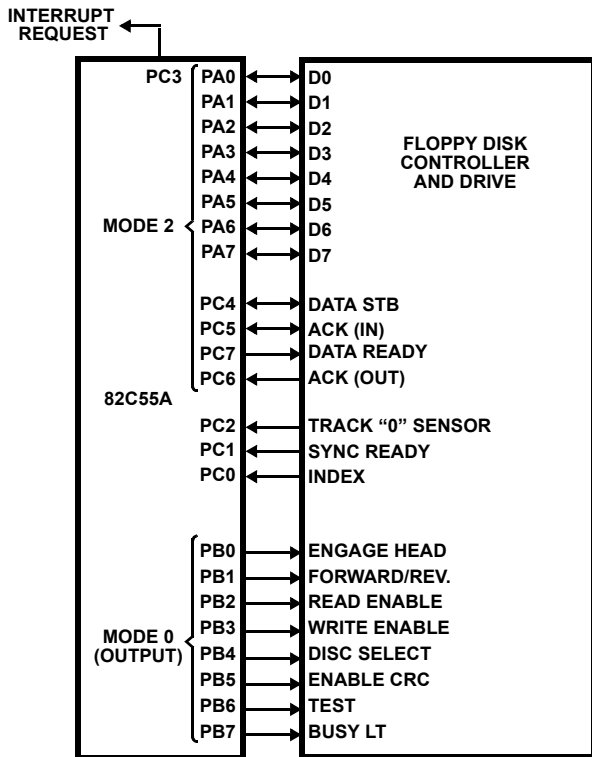 INTERRUPT
REQUEST
PC3 PA0 D0
PA1 D1
PA2 D2
PA3 D3
PA4 D4
PA5 D5
PA6 D6
PA7 D7
FLOPPY DISK
CONTROLLER
AND DRIVE
MODE 2
PC4 DATA STB
PC5 ACK (IN)
PC7 DATA READY
PC6 ACK (OUT)
82C55A
PC2 TRACK “0” SENSOR
PC1 SYNC READY
PC0 INDEX
PB0 ENGAGE HEAD
PB1 FORWARD/REV.
PB2 READ ENABLE
PB3 WRITE ENABLE
PB4 DISC SELECT
PB5 ENABLE CRC
PB6 TEST
PB7 BUSY LT
MODE 0
(OUTPUT)